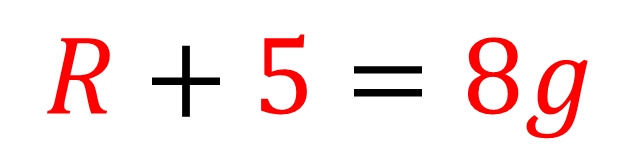 R + 5 = 8g